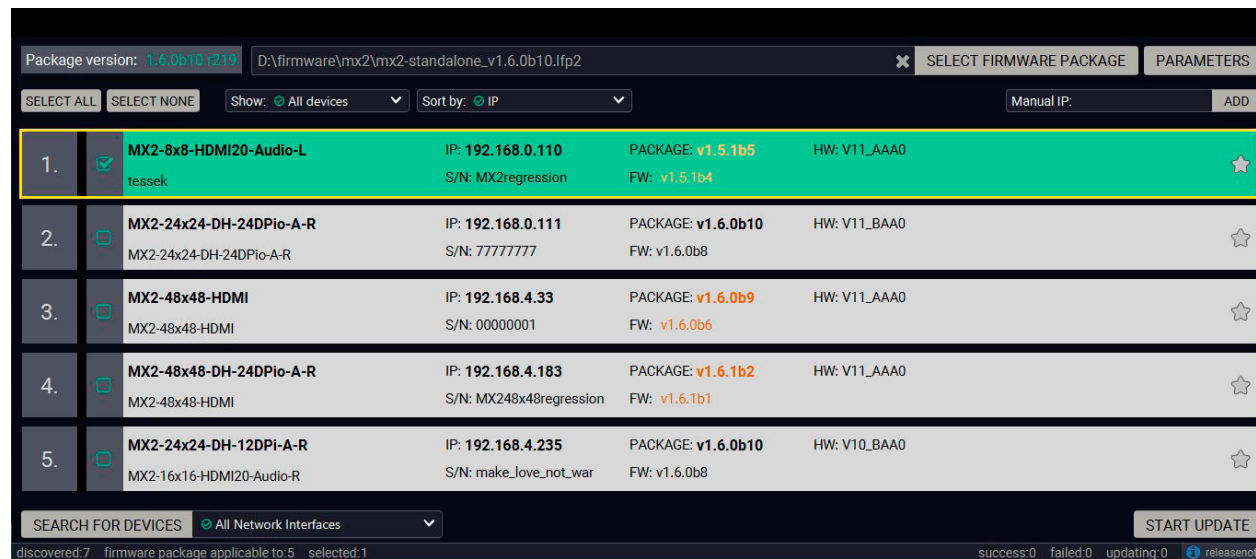 Package version: 1.6.0b10 r219 D:\firmware\mx2\mx2-standalone_v1.6.0b10.lfp2 SELECT FIRMWARE PACKAGE PARAMETERS
SELECT ALL SELECT NONE Show: All devices Sort by: IP Manual IP: ADD
1. MX2-8x8-HDMI20-Audio-L IP: 192.168.0.110 PACKAGE: v1.5.1b5 HW: V11_AAA0
tessek S/N: MX2regression FW: v1.5.1b4
2. MX2-24x24-DH-24DPio-A-R IP: 192.168.0.111 PACKAGE: v1.6.0b10 HW: V11_BAA0
MX2-24x24-DH-24DPio-A-R S/N: 77777777 FW: v1.6.0b8
3. MX2-48x48-HDMI IP: 192.168.4.33 PACKAGE: v1.6.0b9 HW: V11_AAA0
MX2-48x48-HDMI S/N: 00000001 FW: v1.6.0b6
4. MX2-48x48-DH-24DPio-A-R IP: 192.168.4.183 PACKAGE: v1.6.1b2 HW: V11_AAA0
MX2-48x48-HDMI S/N: MX248x48regression FW: v1.6.1b1
5. MX2-24x24-DH-12DPi-A-R IP: 192.168.4.235 PACKAGE: v1.6.0b10 HW: V10_BAA0
MX2-16x16-HDMI20-Audio-R S/N: make_love_not_war FW: v1.6.0b8
SEARCH FOR DEVICES All Network Interfaces START UPDATE
discovered:7 firmware package applicable to:5 selected:1 success:0 failed:0 updating:0 releaseno